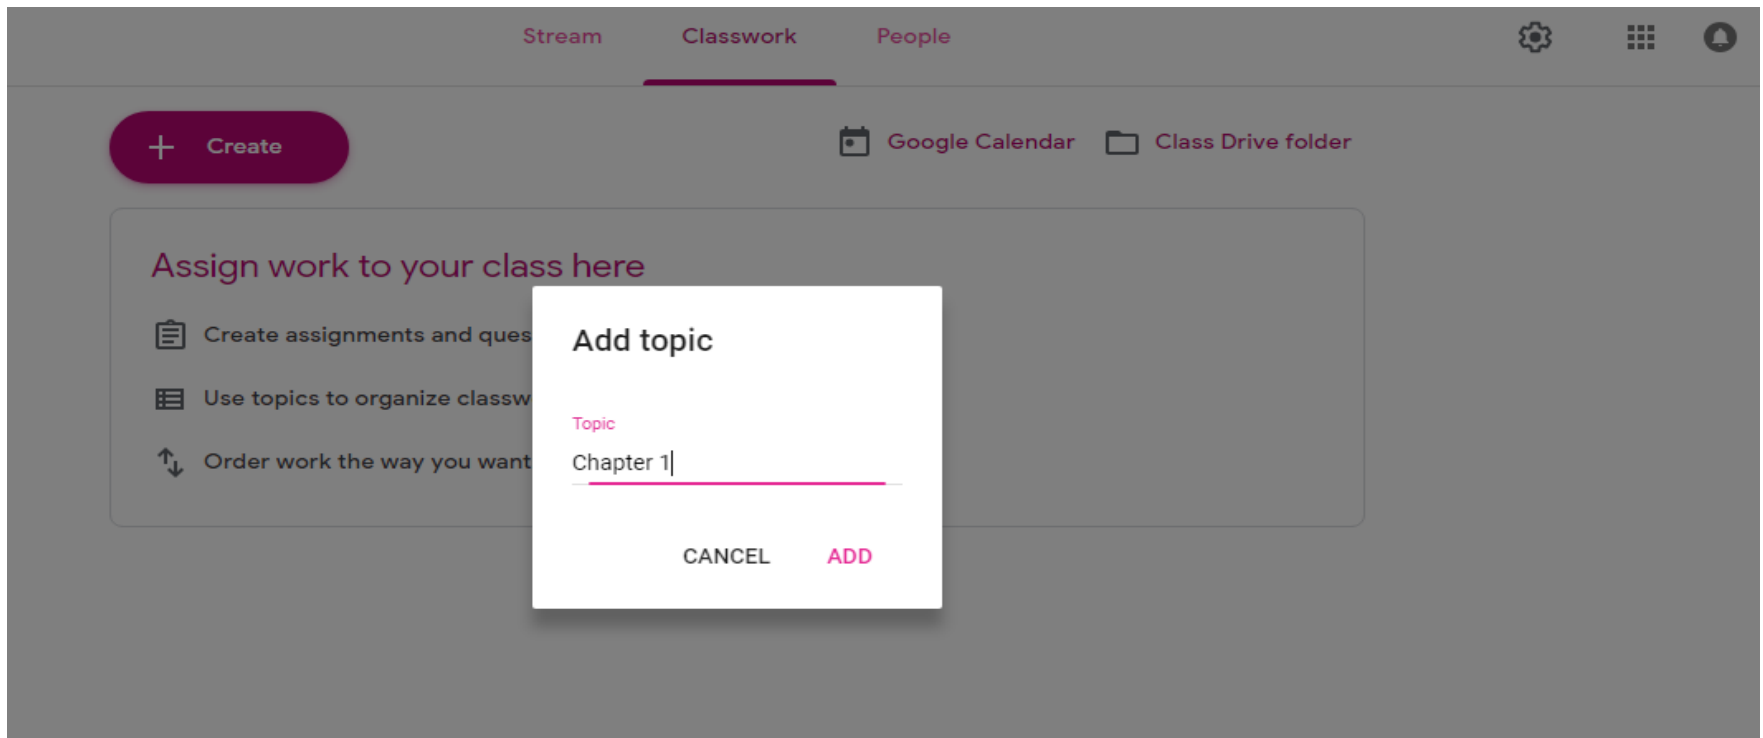 Stream Classwork People
+ Create
Google Calendar Class Drive folder
Assign work to your class here
Create assignments and ques
Use topics to organize classw
Order work the way you want
Add topic
Topic
Chapter 1
CANCEL ADD